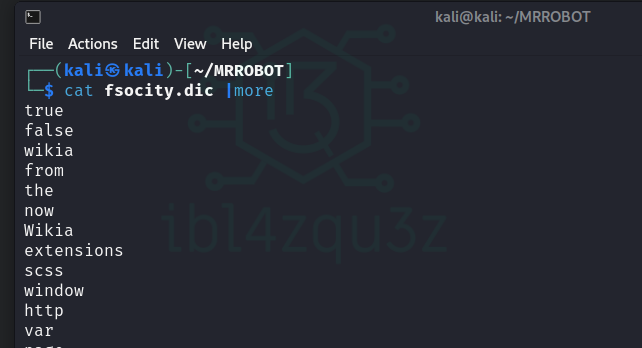 kali@kali: ~/MRROBOT
File Actions Edit View Help
┌──(kali㉿kali)-[~/MRROBOT]
└─$ cat fsocity.dic |more
true
false
wikia
from
the
now
Wikia
extensions
scss
window
http
var
ibl4zqu3z